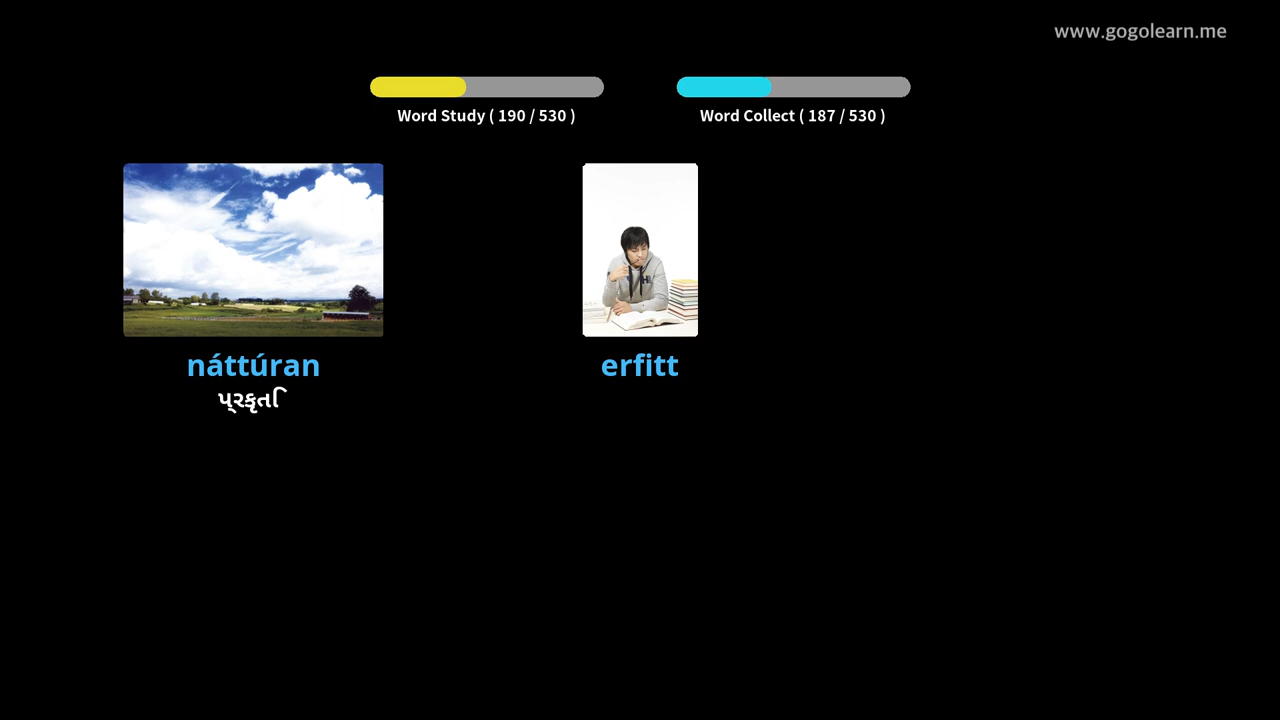 www.gogolearn.me
Word Study ( 190 / 530 )
Word Collect ( 187 / 530 )
náttúran
પ્રકૃતિ
erfitt